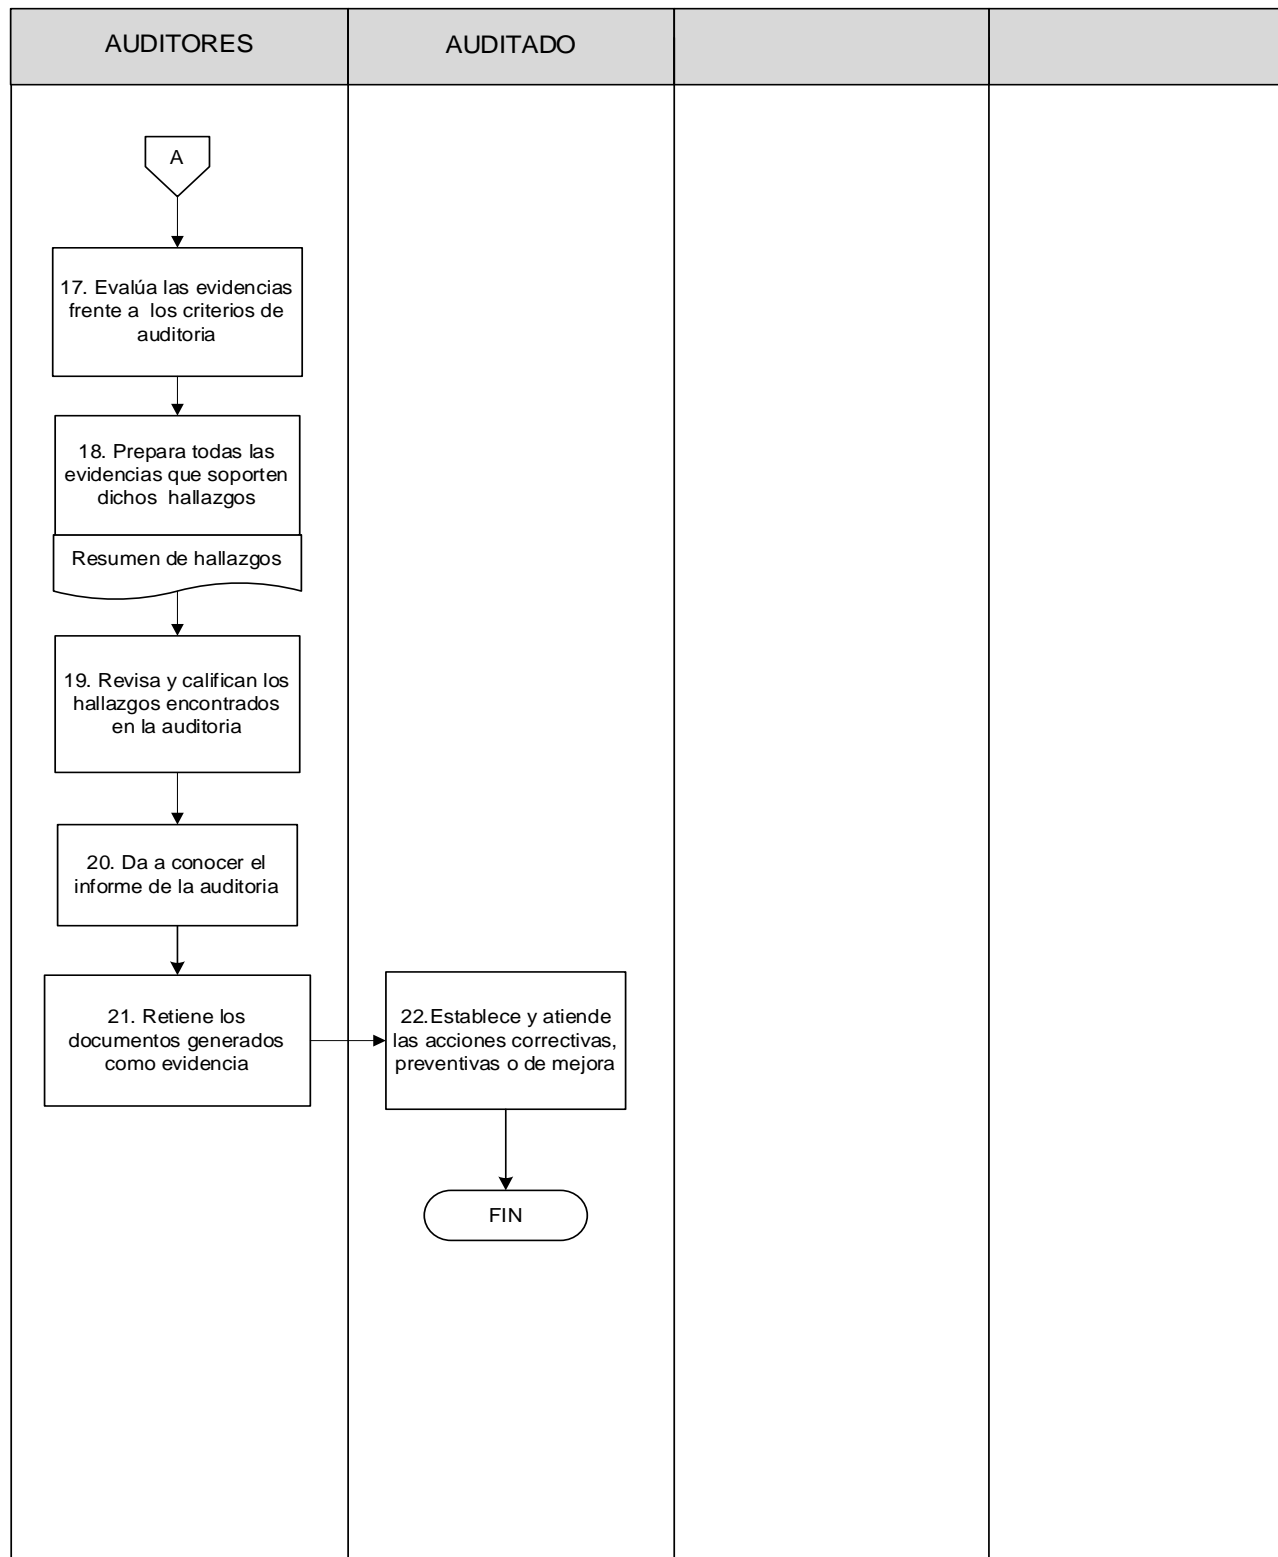 AUDITORES
AUDITADO
A
17. Evalúa las evidencias
frente a  los criterios de
auditoria
18. Prepara todas las
evidencias que soporten
dichos  hallazgos
Resumen de hallazgos
19. Revisa y califican los
hallazgos encontrados
en la auditoria
20. Da a conocer el
informe de la auditoria
21. Retiene los
documentos generados
como evidencia
22.Establece y atiende
las acciones correctivas,
preventivas o de mejora
FIN